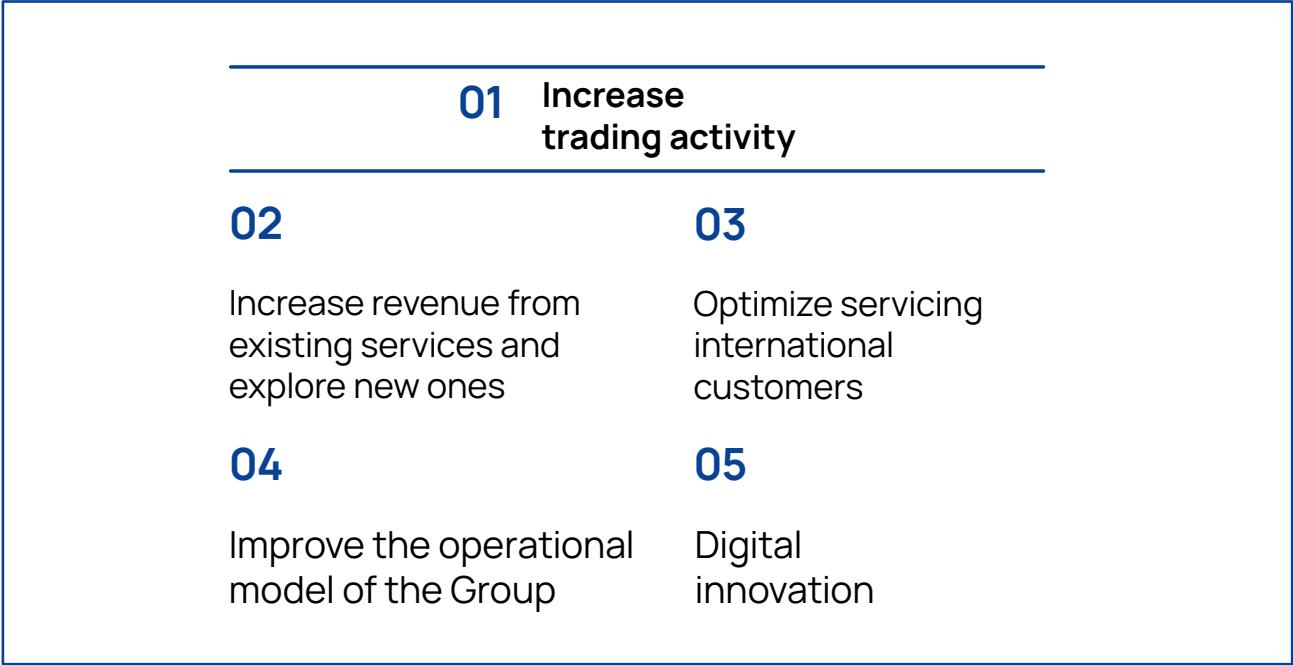 01
Increase
trading activity
02
Increase revenue from
existing services and
explore new ones
03
Optimize servicing
international
customers
04
Improve the operational
model of the Group
05
Digital
innovation